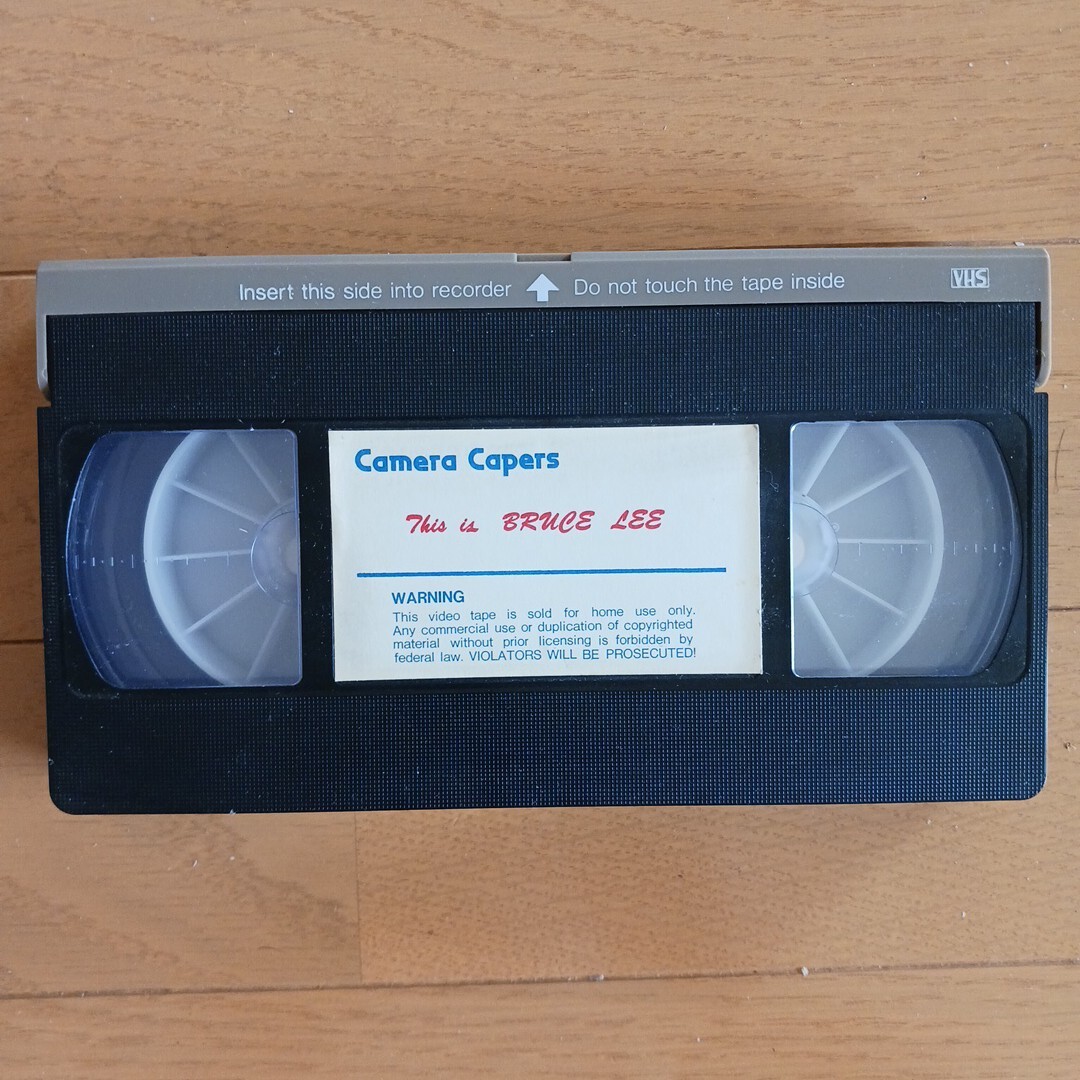 Insert this side into recorder Do not touch the tape inside VHS
Camera Capers
This is BRUCE LEE
WARNING
This video tape is sold for home use only.
Any commercial use or duplication of copyrighted
material without prior licensing is forbidden by
federal law. VIOLATORS WILL BE PROSECUTED!